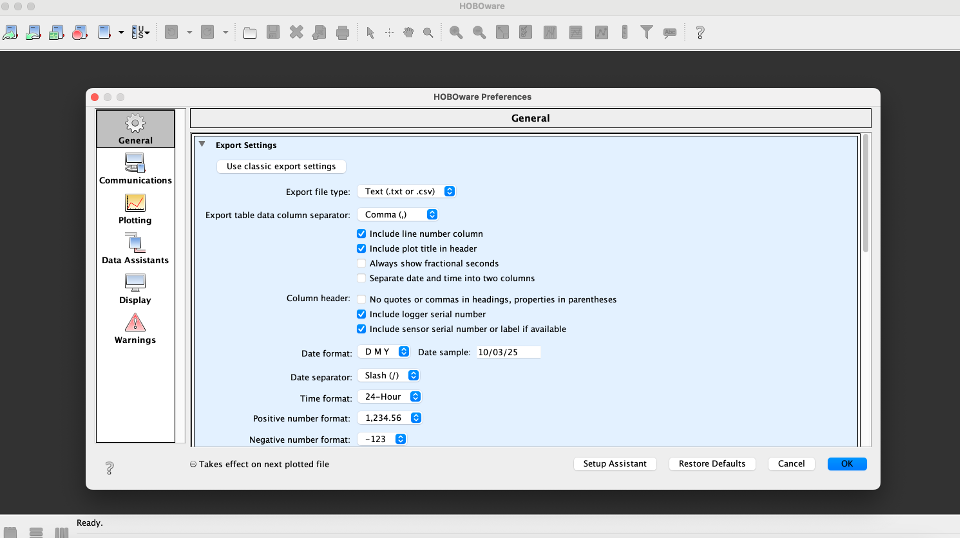 HOBOware
HOBOware Preferences
General
Communications
Plotting
Data Assistants
Display
Warnings
General
Export Settings
Use classic export settings
Export file type: Text (.txt or .csv)
Export table data column separator: Comma (,)
Include line number column
Include plot title in header
Always show fractional seconds
Separate date and time into two columns
Column header: No quotes or commas in headings, properties in parentheses
Include logger serial number
Include sensor serial number or label if available
Date format: D M Y Date sample: 10/03/25
Date separator: Slash (/)
Time format: 24-Hour
Positive number format: 1,234.56
Negative number format: -123
? Takes effect on next plotted file Setup Assistant Restore Defaults Cancel OK
Ready.